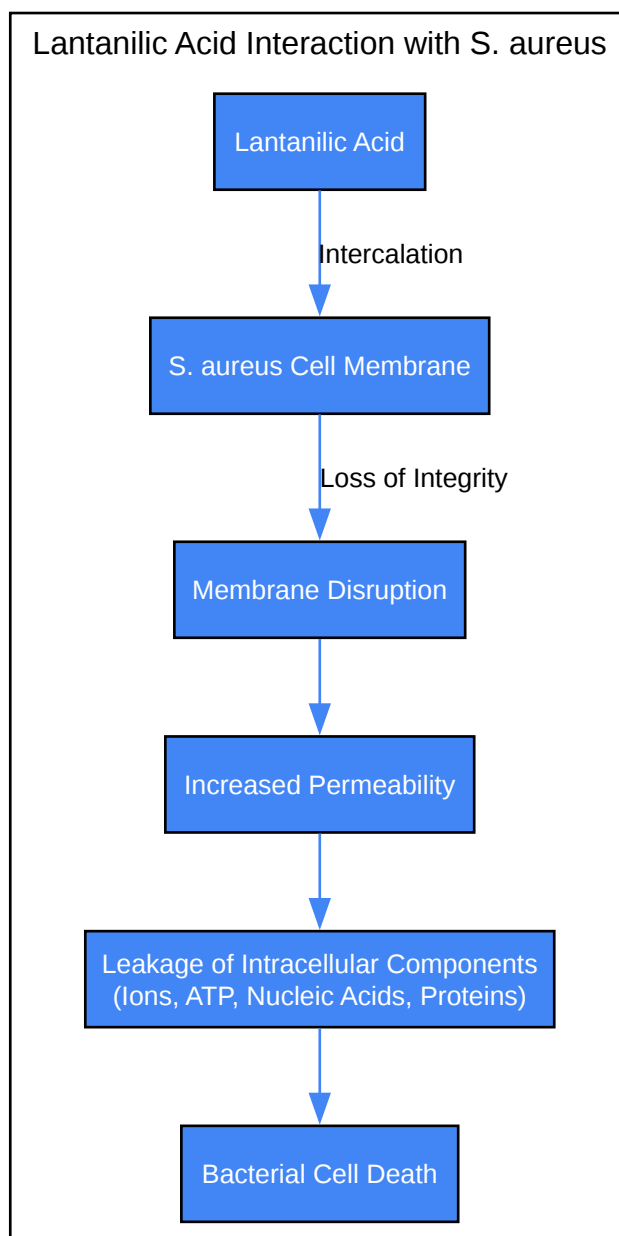 Lantanilic Acid Interaction with S. aureus
Lantanilic Acid
Intercalation
S. aureus Cell Membrane
Loss of Integrity
Membrane Disruption
Increased Permeability
Leakage of Intracellular Components
(Ions, ATP, Nucleic Acids, Proteins)
Bacterial Cell Death